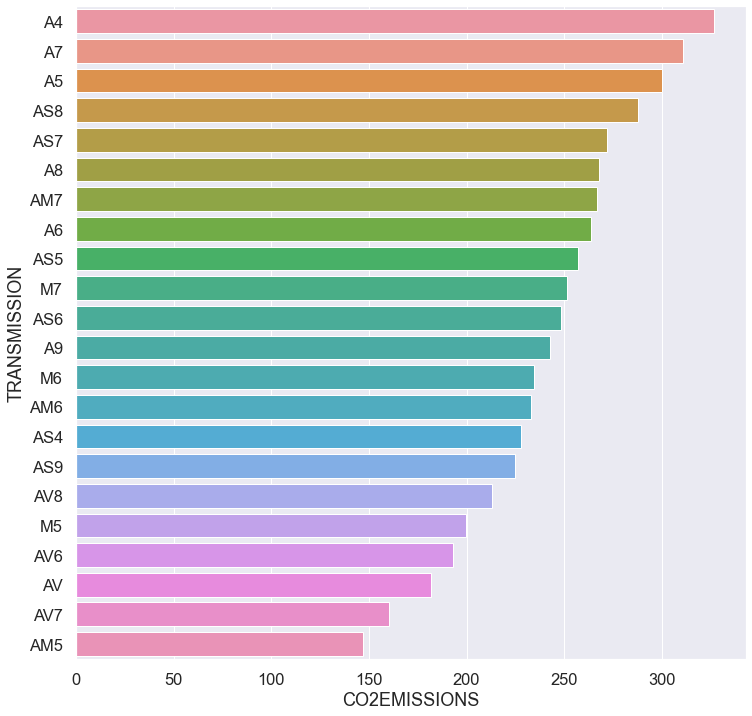 A4
A7
A5
AS8
AS7
A8
AM7
A6
AS5
M7
AS6
A9
M6
AM6
AS4
AS9
AV8
M5
AV6
AV
AV7
AM5
TRANSMISSION
0 50 100 150 200 250 300
CO2EMISSIONS